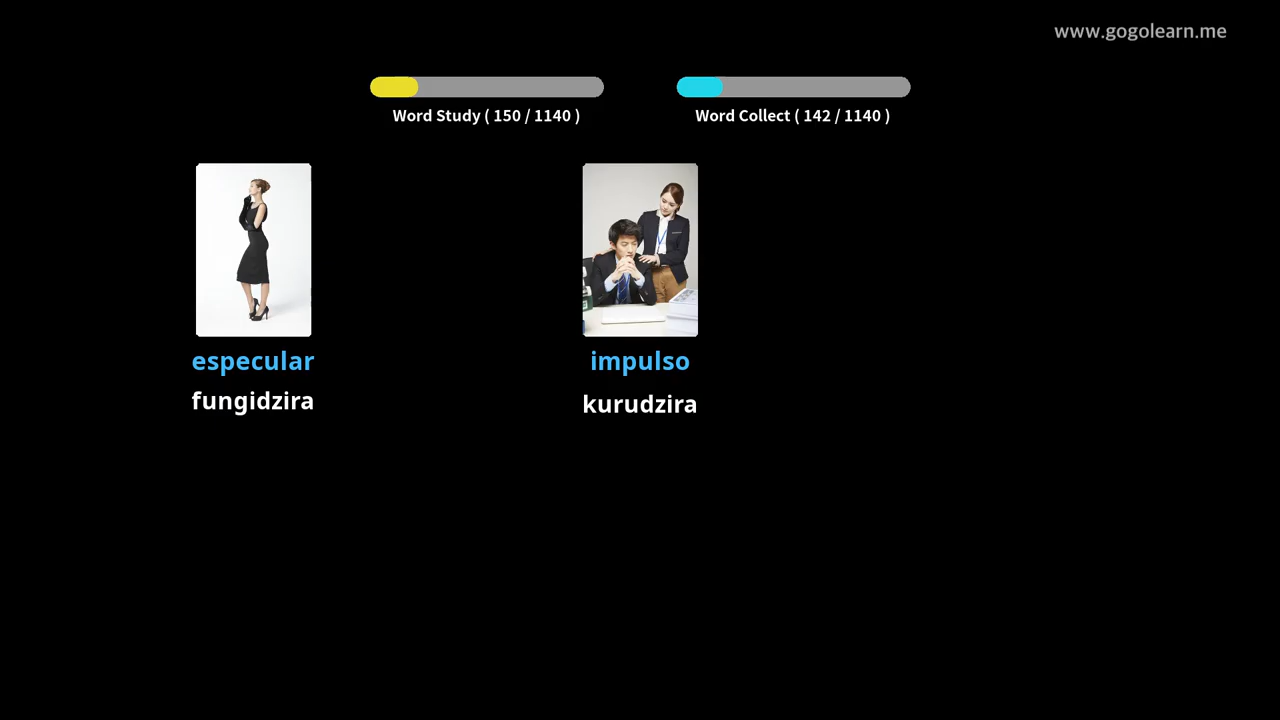 www.gogolearn.me
Word Study ( 150 / 1140 )
Word Collect ( 142 / 1140 )
especular
fungidzira
impulso
kurudzira